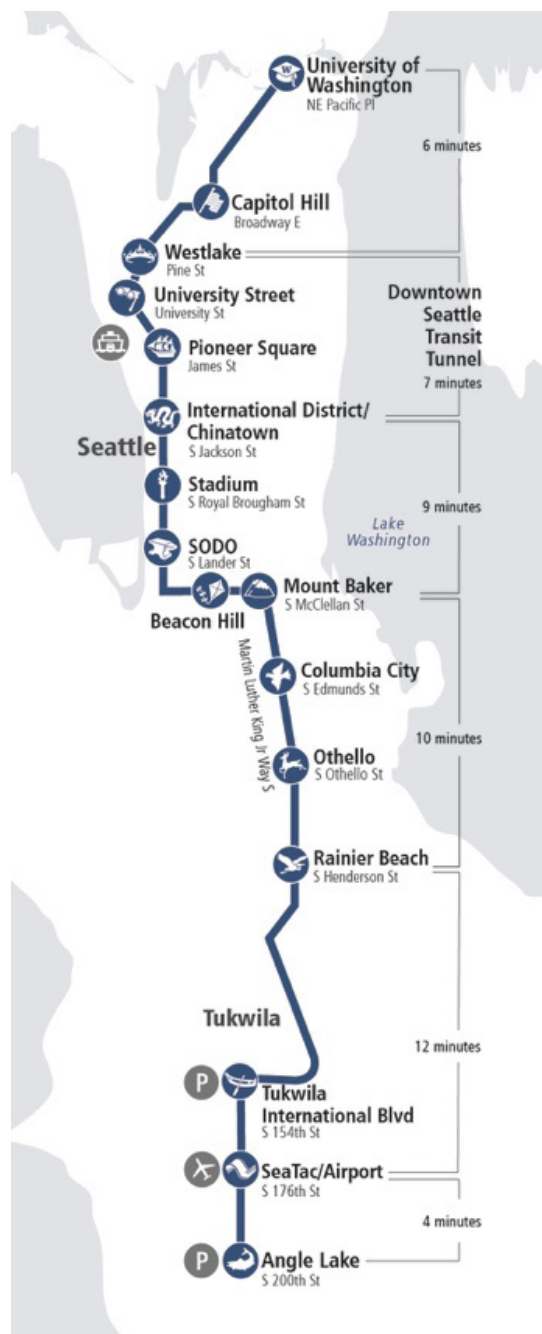 University of
Washington
NE Pacific Pl
6 minutes
Capitol Hill
Broadway E
Westlake
Pine St
University Street
University St
Downtown
Seattle
Transit
Tunnel
7 minutes
Pioneer Square
James St
International District/
Chinatown
S Jackson St
Seattle
Stadium
S Royal Brougham St
9 minutes
Lake
Washington
SODO
S Lander St
Beacon Hill
Mount Baker
S McClellan St
Martin Luther King Jr Way S
Columbia City
S Edmunds St
10 minutes
Othello
S Othello St
Rainier Beach
S Henderson St
Tukwila
12 minutes
P
Tukwila
International Blvd
S 154th St
SeaTac/Airport
S 176th St
4 minutes
P
Angle Lake
S 200th St